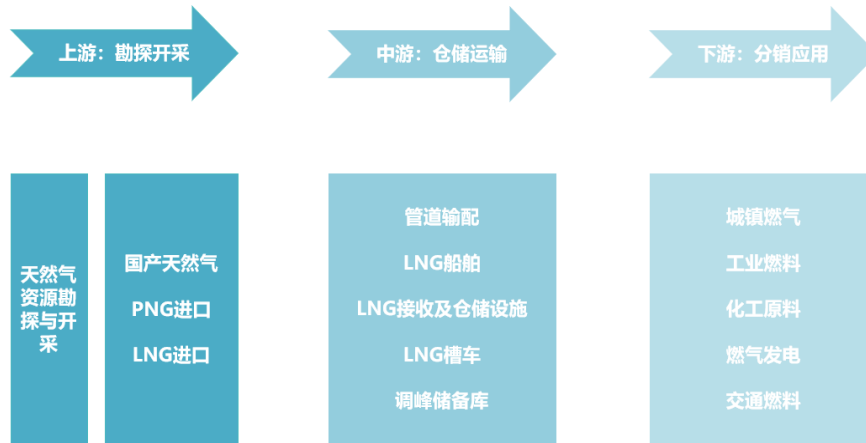 上游：勘探开采
中游：仓储运输
下游：分销应用
天然气
资源勘
探与开
采
国产天然气
PNG进口
LNG进口
管道输配
LNG船舶
LNG接收及仓储设施
LNG槽车
调峰储备库
城镇燃气
工业燃料
化工原料
燃气发电
交通燃料